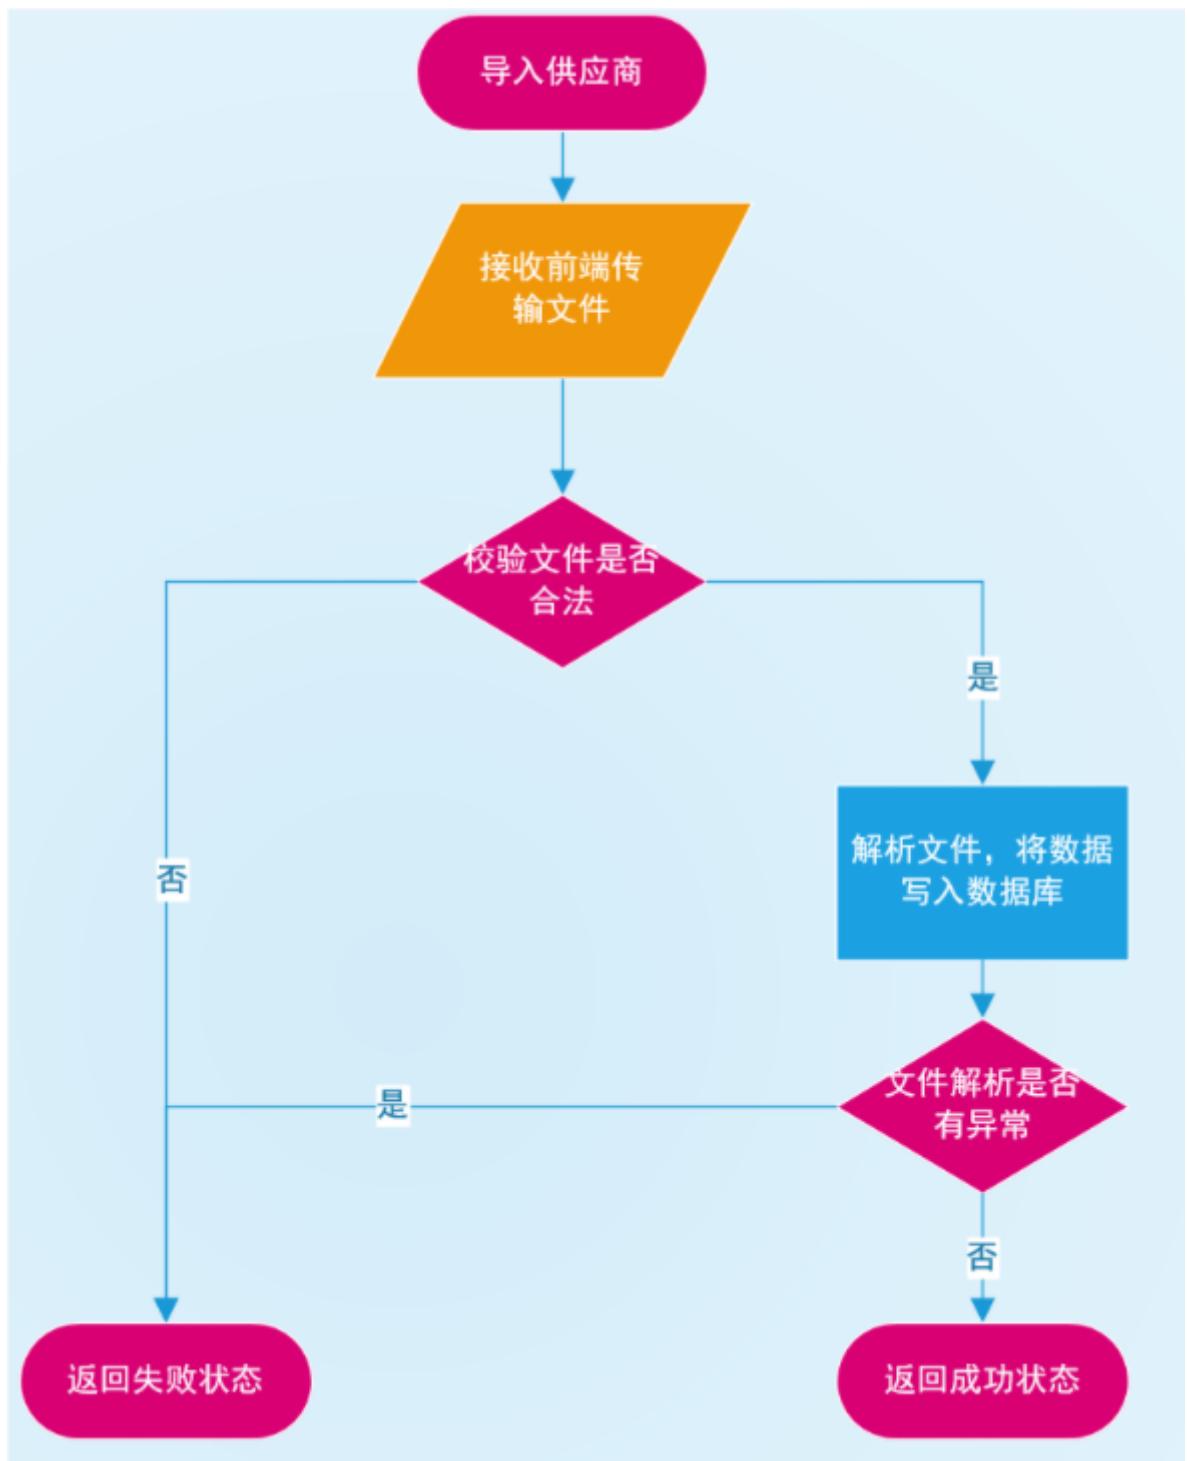 导入供应商
接收前端传
输文件
校验文件是否
合法
是
解析文件，将数据
写入数据库
否
文件解析是否
有异常
是
否
返回失败状态
返回成功状态